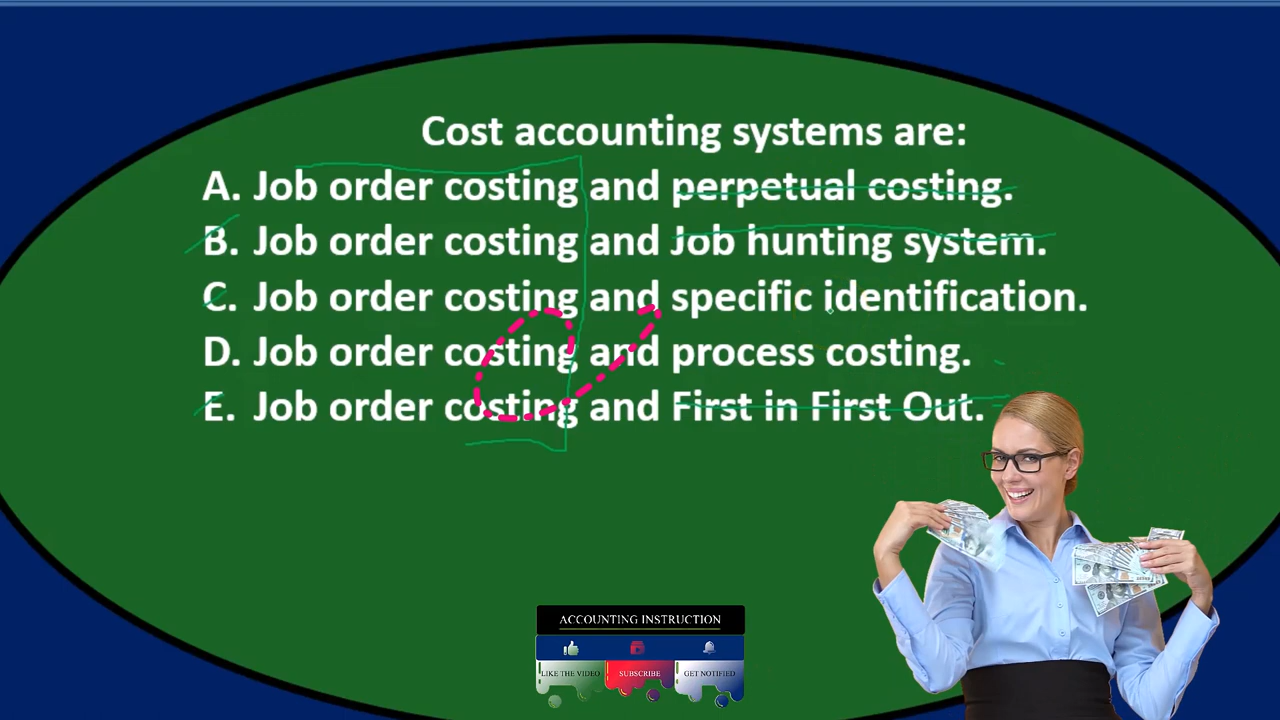 Cost accounting systems are:
A. Job order costing and perpetual costing.
B. Job order costing and Job hunting system.
C. Job order costing and specific identification.
D. Job order costing and process costing.
E. Job order costing and First in First Out.
ACCOUNTING INSTRUCTION
LIKE THE VIDEO SUBSCRIBE GET NOTIFIED